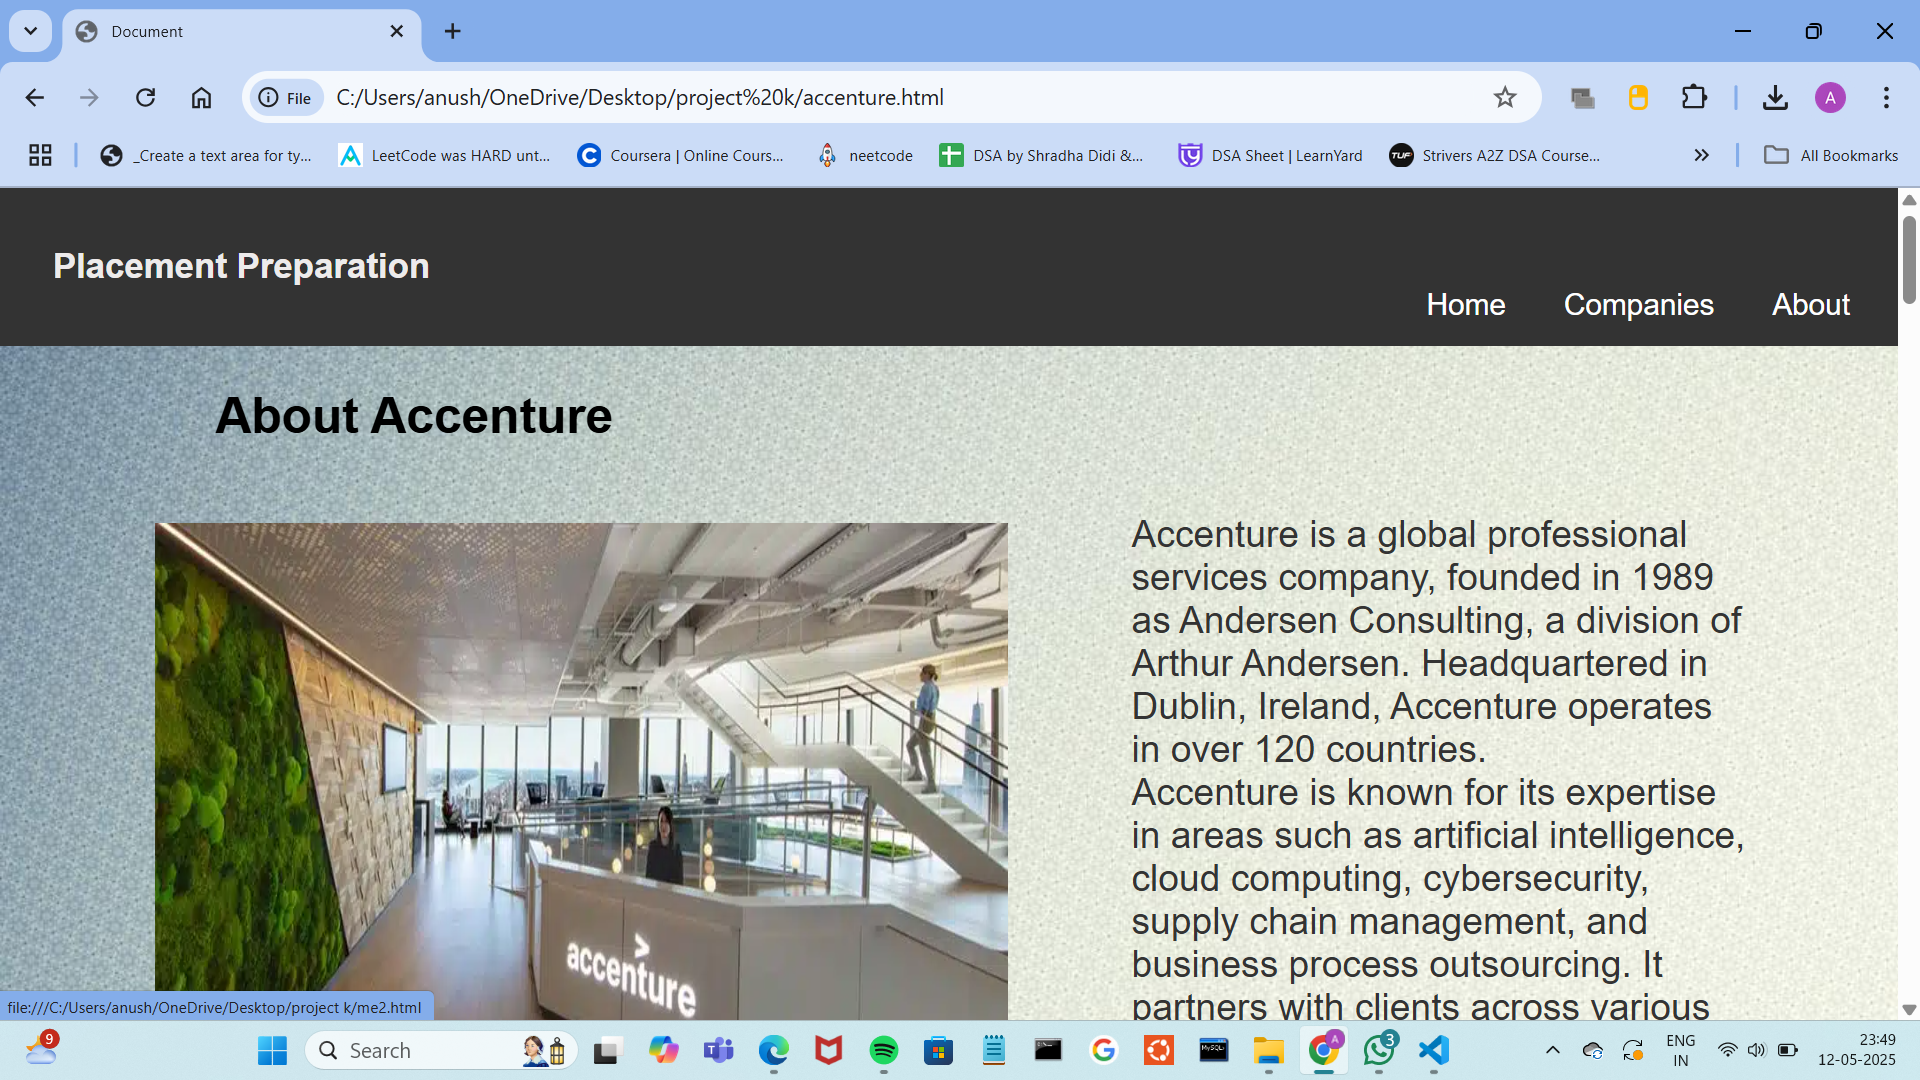 Document
File
C:/Users/anush/OneDrive/Desktop/project%20k/accenture.html
A
_Create a text area for ty...
LeetCode was HARD unt...
Coursera | Online Cours...
neetcode
DSA by Shradha Didi &...
DSA Sheet | LearnYard
TUF
Strivers A2Z DSA Course...
All Bookmarks
Placement Preparation
Home
Companies
About
About Accenture
Accenture is a global professional
services company, founded in 1989
as Andersen Consulting, a division of
Arthur Andersen. Headquartered in
Dublin, Ireland, Accenture operates
in over 120 countries.
Accenture is known for its expertise
in areas such as artificial intelligence,
cloud computing, cybersecurity,
supply chain management, and
business process outsourcing. It
partners with clients across various
>
accenture
file:///C:/Users/anush/OneDrive/Desktop/project k/me2.html
9
Search
MySQL
A
3
ENG
IN
23:49
12-05-2025